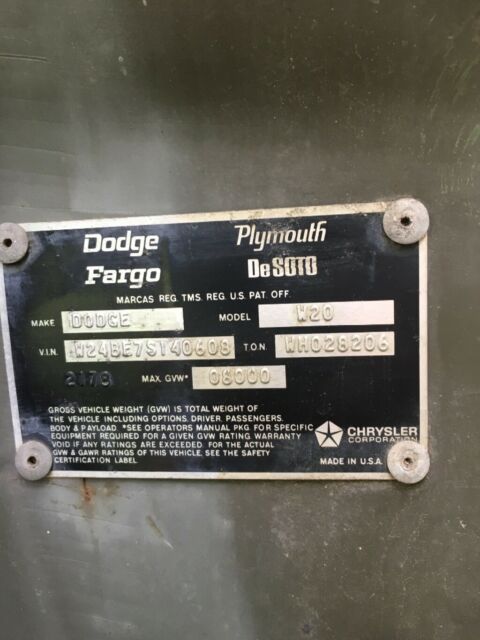 Dodge Plymouth
Fargo DeSOTO
MARCAS REG. TMS. REG. U.S. PAT. OFF.
MAKE DODGE MODEL W20
V.I.N. W24BE7S140608 T.O.N. WH028206
2178 MAX. GVW* 08000
GROSS VEHICLE WEIGHT (GVW) IS TOTAL WEIGHT OF
THE VEHICLE INCLUDING OPTIONS, DRIVER, PASSENGERS,
BODY & PAYLOAD *SEE OPERATORS MANUAL PKG FOR SPECIFIC
EQUIPMENT REQUIRED FOR A GIVEN GVW RATING WARRANTY
VOID IF ANY RATINGS ARE EXCEEDED. FOR THE ACTUAL
GVW & GAWR RATINGS OF THIS VEHICLE, SEE THE SAFETY
CERTIFICATION LABEL.
CHRYSLER
CORPORATION
MADE IN U.S.A.